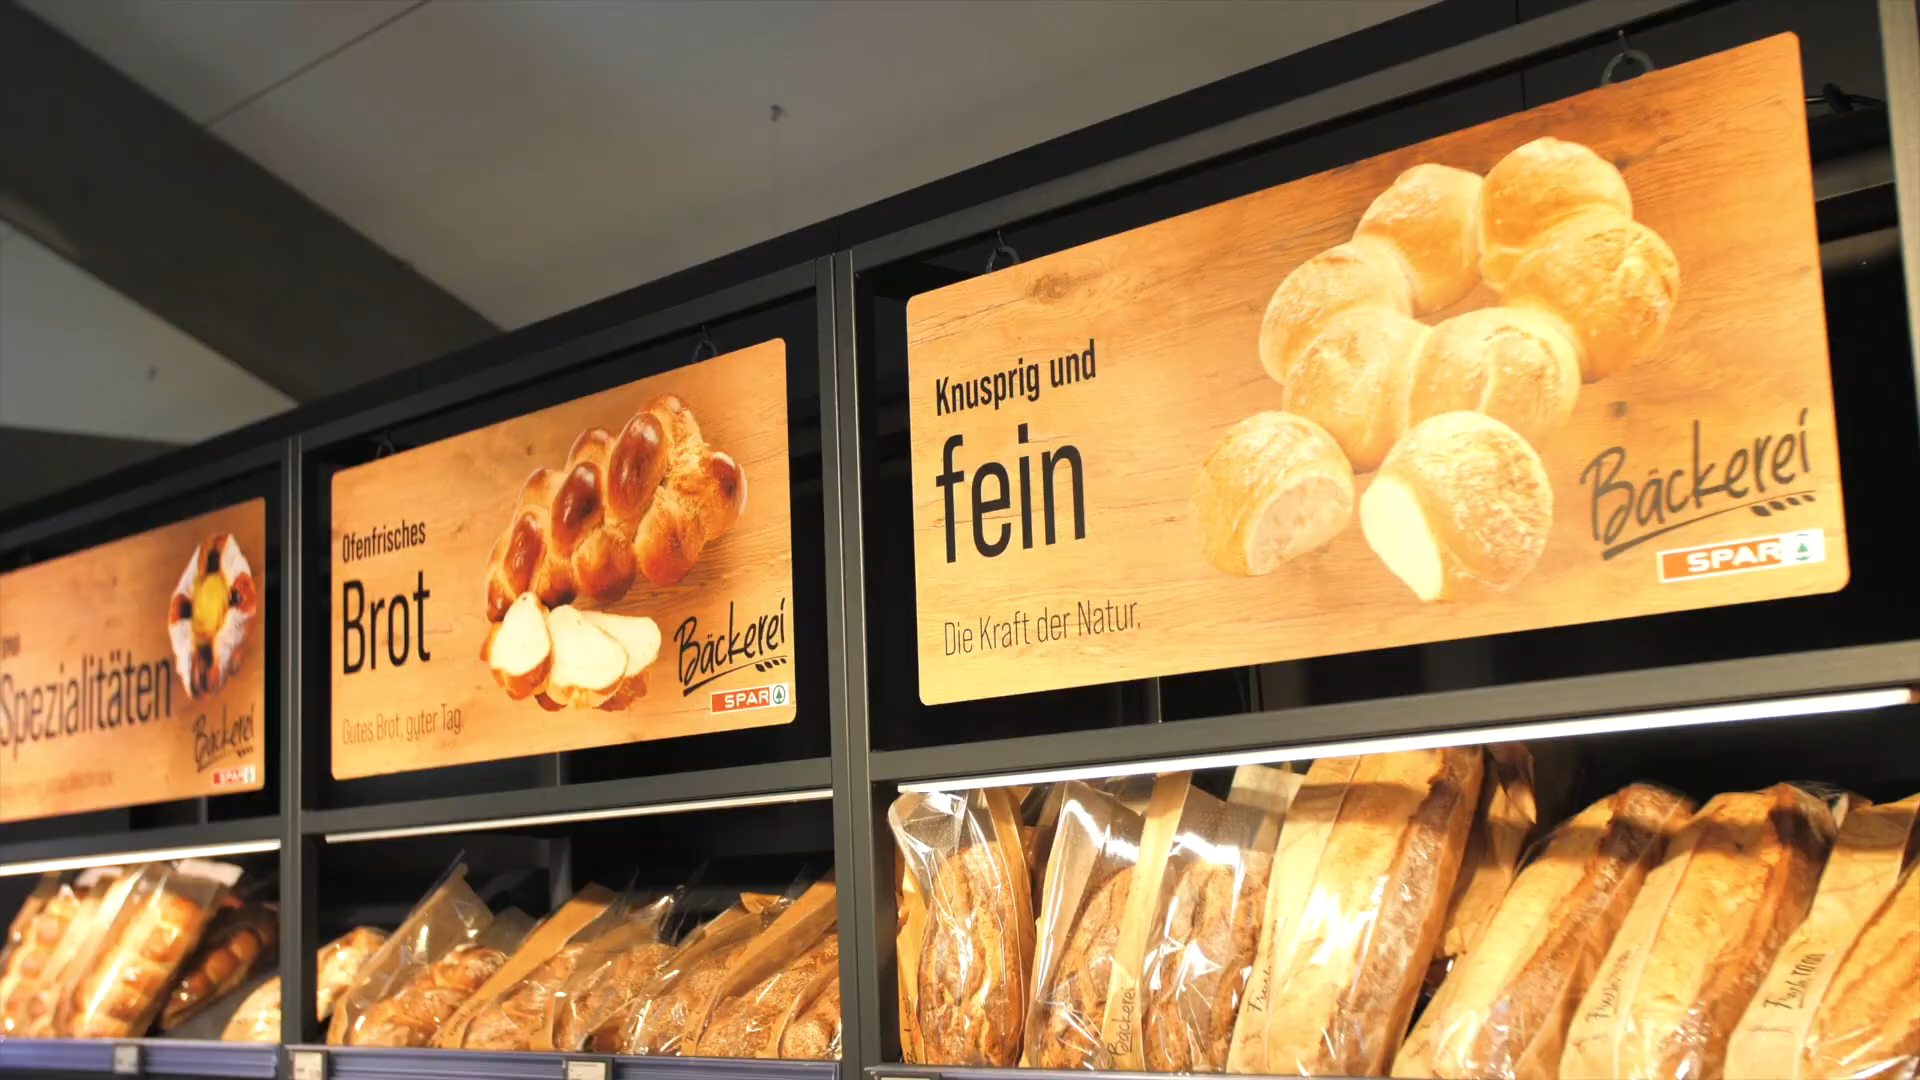 Spezialitäten
Bäckerei
SPAR
Ofenfrisches
Brot
Gutes Brot, guter Tag.
Bäckerei
SPAR
Knusprig und
fein
Die Kraft der Natur.
Bäckerei
SPAR
Bäckerei